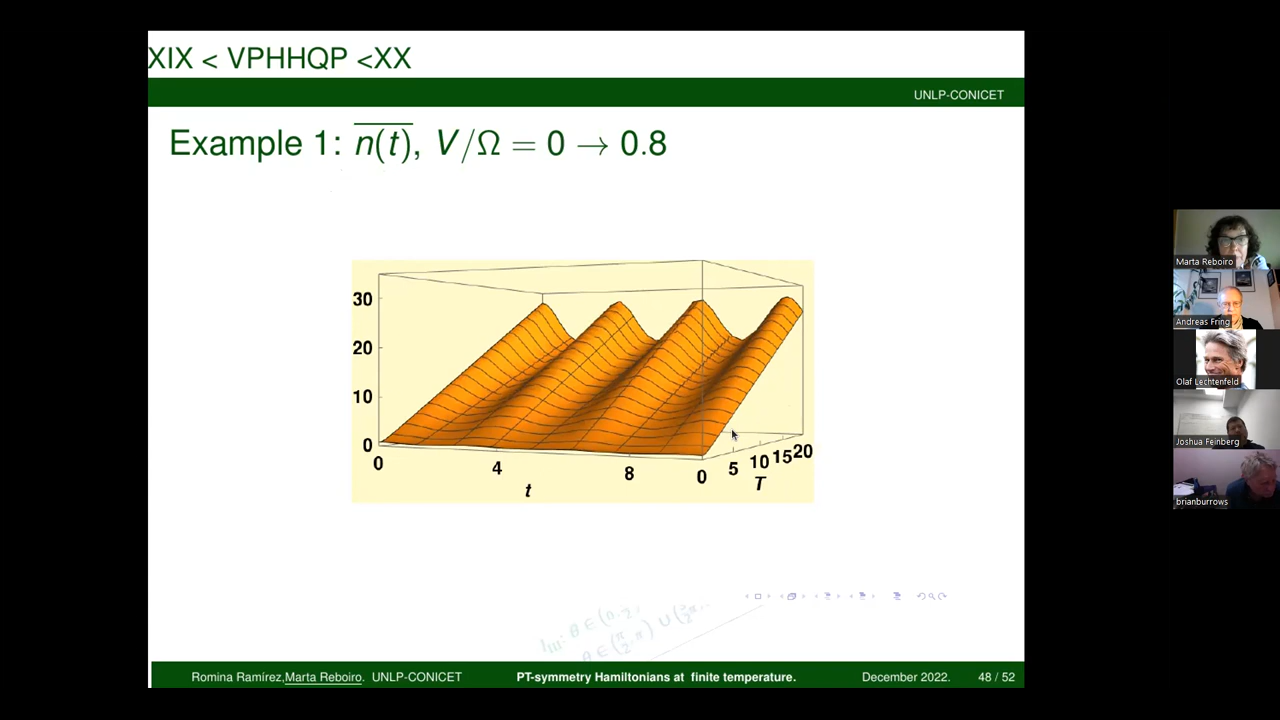 XIX < VPHHQP <XX
UNLP-CONICET
Example 1: \overline{n(t)}, V/Ω = 0 → 0.8
30
20
10
0
0
4
8
t
0
5
10
15
20
T
Marta Reboiro
Andreas Fring
Olaf Lechtenfeld
Joshua Feinberg
brianburrows
Romina Ramírez,Marta Reboiro. UNLP-CONICET
PT-symmetry Hamiltonians at finite temperature.
December 2022.
48 / 52